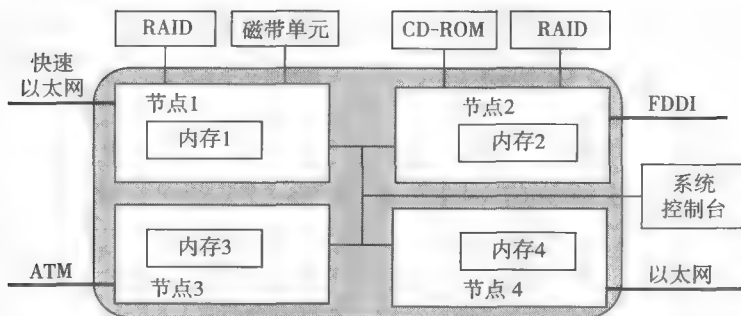 RAID
磁带单元
CD-ROM
RAID
快速
以太网
节点1
内存1
节点2
内存2
FDDI
系统
控制台
内存3
节点3
ATM
内存4
节点 4
以太网